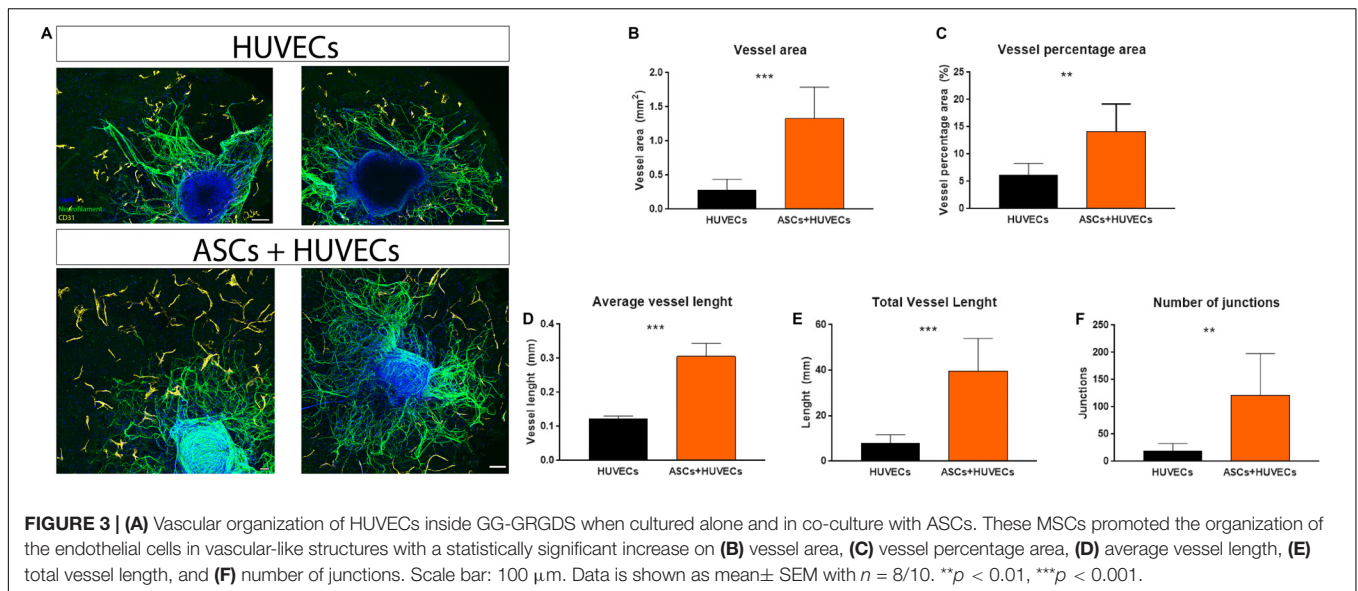 A
HUVECs
DAPI
Neurofilament
CD31
ASCs + HUVECs
B
Vessel area
***
Vessel area (mm²)
2.0
1.5
1.0
0.5
0.0
HUVECs
ASCs+HUVECs
C
Vessel percentage area
**
Vessel percentage area (%)
25
20
15
10
5
0
HUVECs
ASCs+HUVECs
D
Average vessel lenght
***
Vessel lenght (mm)
0.4
0.3
0.2
0.1
0.0
HUVECs
ASCs+HUVECs
E
Total Vessel Lenght
***
Lenght (mm)
60
40
20
0
HUVECs
ASCs+HUVECs
F
Number of junctions
**
Junctions
250
200
150
100
50
0
HUVECs
ASCs+HUVECs
FIGURE 3 | (A) Vascular organization of HUVECs inside GG-GRGDS when cultured alone and in co-culture with ASCs. These MSCs promoted the organization of
the endothelial cells in vascular-like structures with a statistically significant increase on (B) vessel area, (C) vessel percentage area, (D) average vessel length, (E)
total vessel length, and (F) number of junctions. Scale bar: 100 μm. Data is shown as mean± SEM with n = 8/10. **p < 0.01, ***p < 0.001.